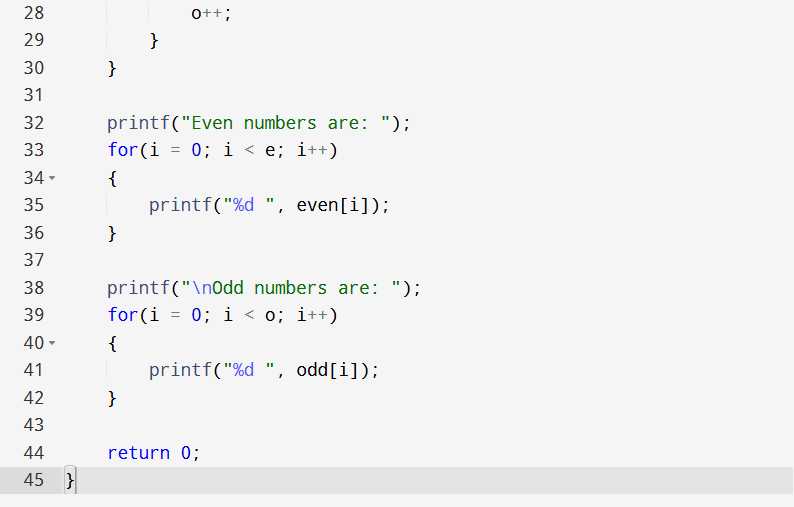 28 o++;
29 }
30 }
31
32 printf("Even numbers are: ");
33 for(i = 0; i < e; i++)
34 {
35 printf("%d ", even[i]);
36 }
37
38 printf("\nOdd numbers are: ");
39 for(i = 0; i < o; i++)
40 {
41 printf("%d ", odd[i]);
42 }
43
44 return 0;
45 }